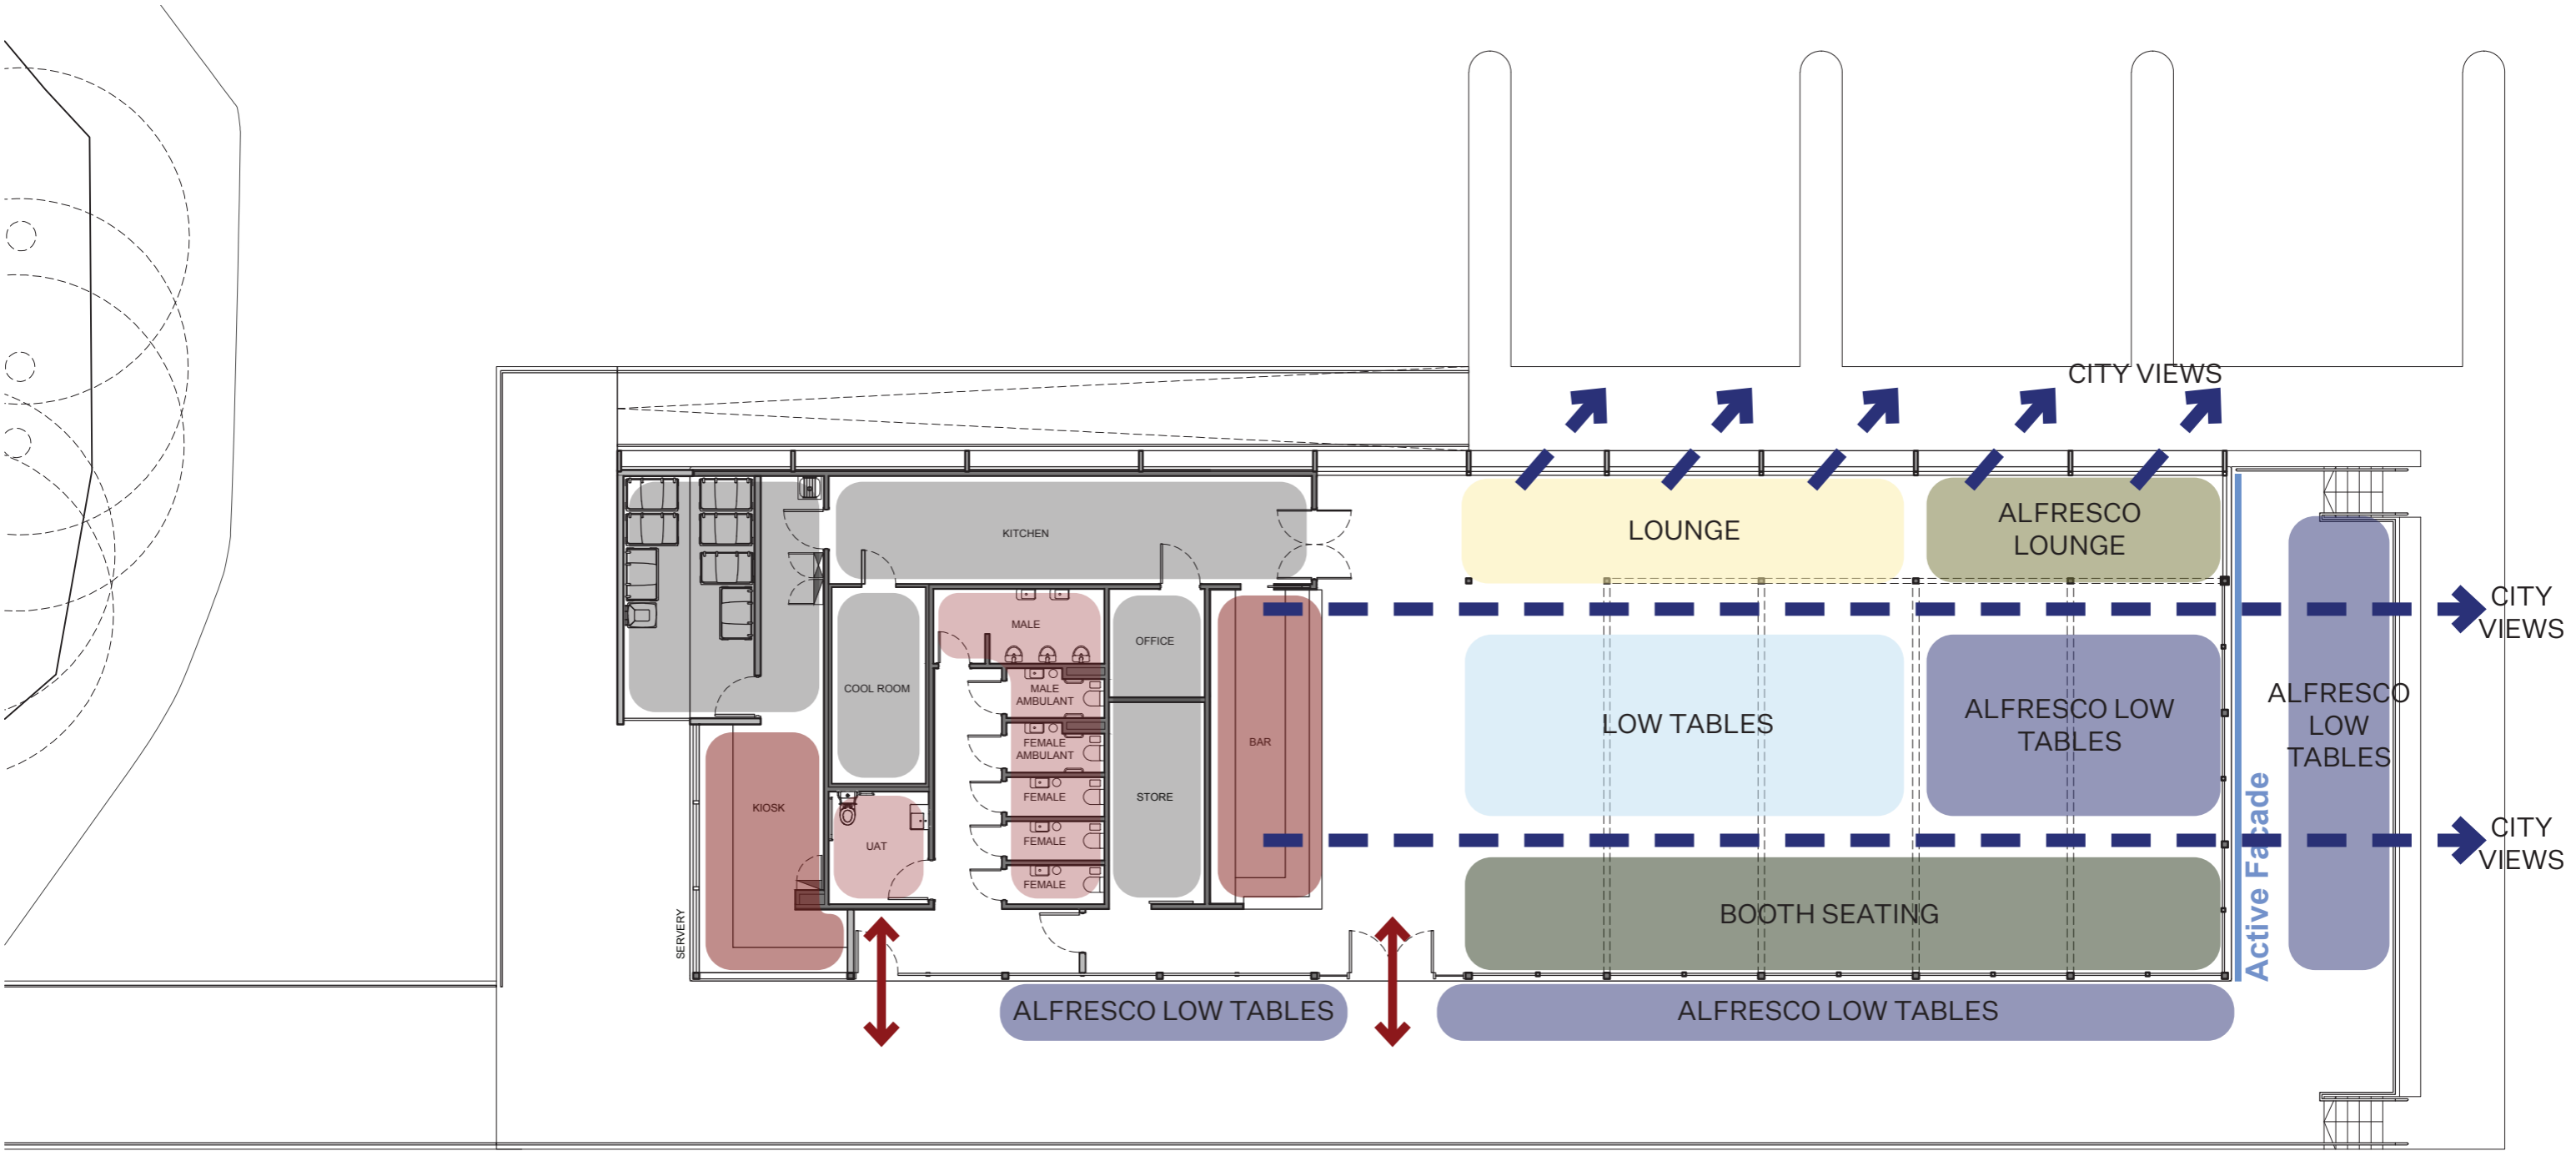 CITY VIEWS
KITCHEN
LOUNGE
ALFRESCO
LOUNGE
CITY
VIEWS
MALE
OFFICE
COOL ROOM
MALE
AMBULANT
FEMALE
AMBULANT
FEMALE
FEMALE
FEMALE
STORE
BAR
LOW TABLES
ALFRESCO LOW
TABLES
ALFRESCO
LOW
TABLES
KIOSK
UAT
CITY
VIEWS
BOOTH SEATING
Active Facade
SERVERY
ALFRESCO LOW TABLES
ALFRESCO LOW TABLES